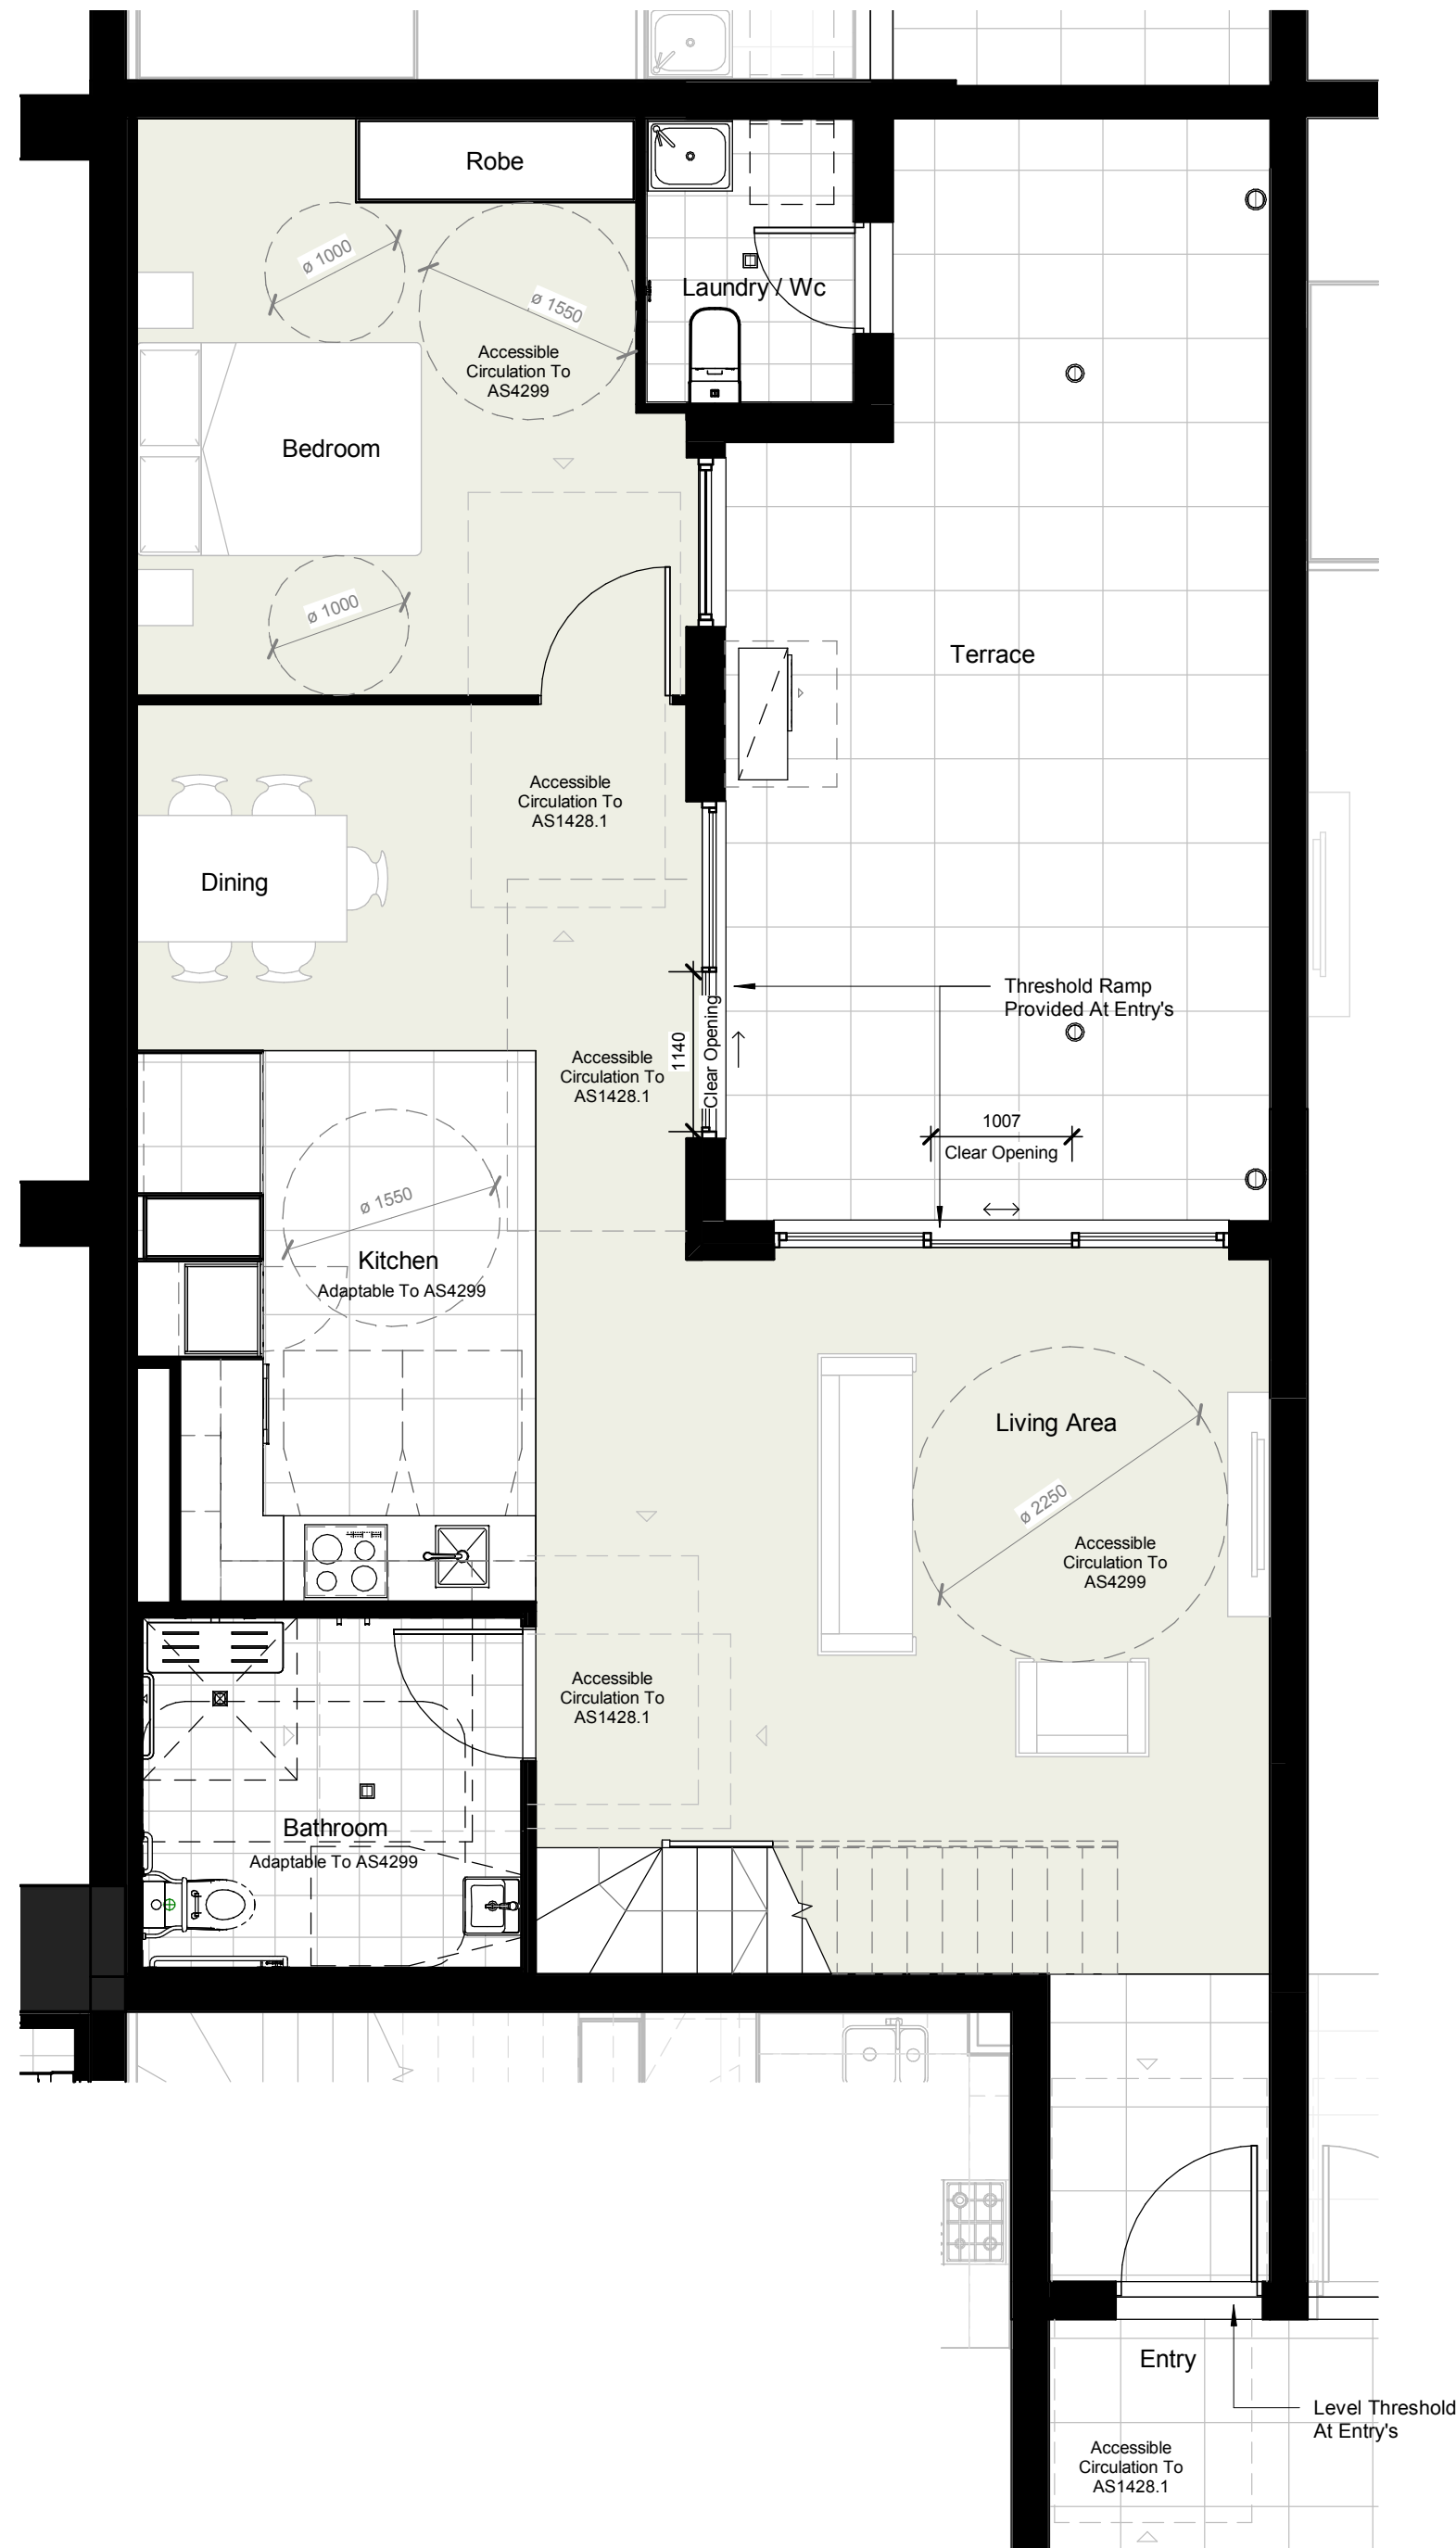 Robe
ø 1000
ø 1550
Laundry / Wc
Accessible
Circulation To
AS4299
Bedroom
ø 1000
Terrace
Accessible
Circulation To
AS1428.1
Dining
Threshold Ramp
Provided At Entry's
1140
Clear Opening
Accessible
Circulation To
AS1428.1
1007
Clear Opening
ø 1550
Kitchen
Adaptable To AS4299
Living Area
ø 2250
Accessible
Circulation To
AS4299
Accessible
Circulation To
AS1428.1
Bathroom
Adaptable To AS4299
Entry
Level Threshold
At Entry's
Accessible
Circulation To
AS1428.1